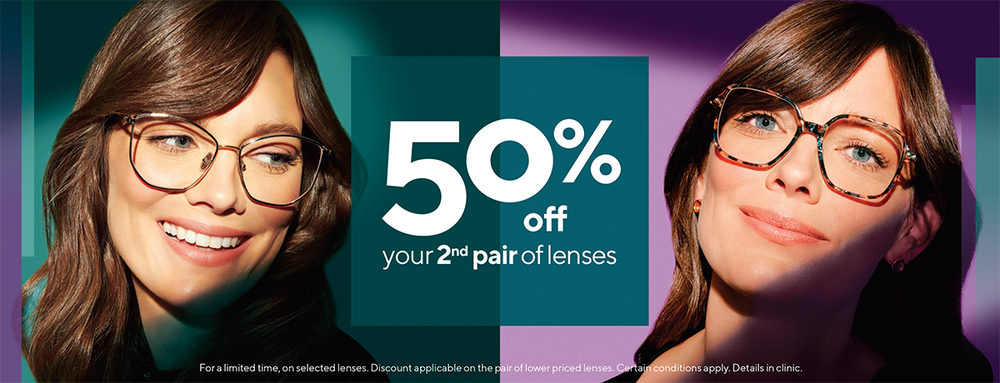 50%
off
your 2nd pair of lenses
For a limited time, on selected lenses. Discount applicable on the pair of lower priced lenses. Certain conditions apply. Details in clinic.